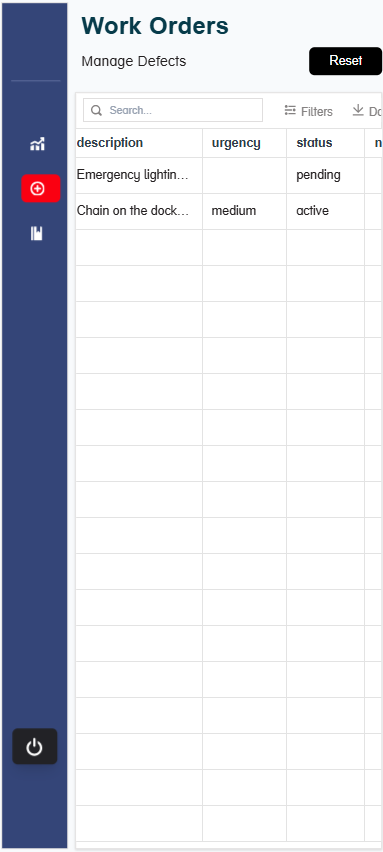 Work Orders
Manage Defects
Reset
Search...
Filters
Do
description urgency status n
Emergency lightin... pending
Chain on the dock... medium active